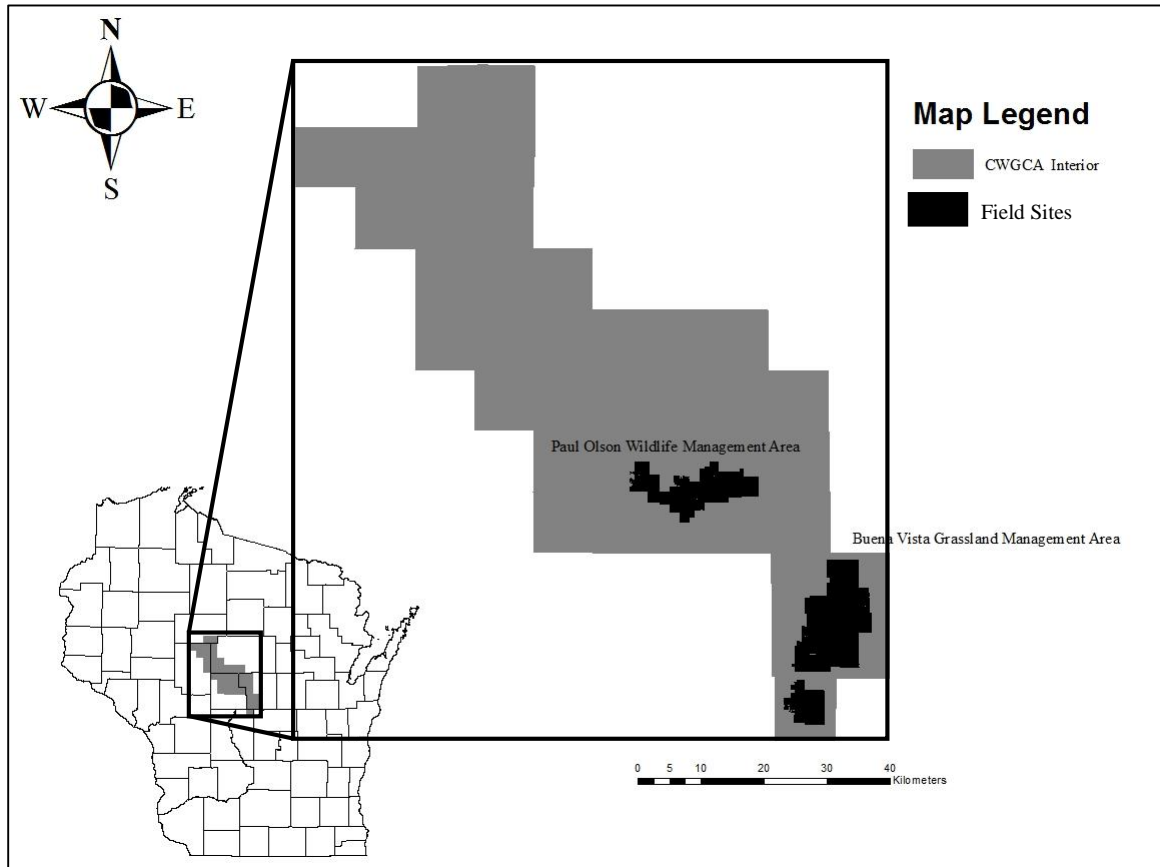 N
W E
S
Map Legend
CWGCA Interior
Field Sites
Paul Olson Wildlife Management Area
Buena Vista Grassland Management Area
0 5 10 20 30 40
Kilometers